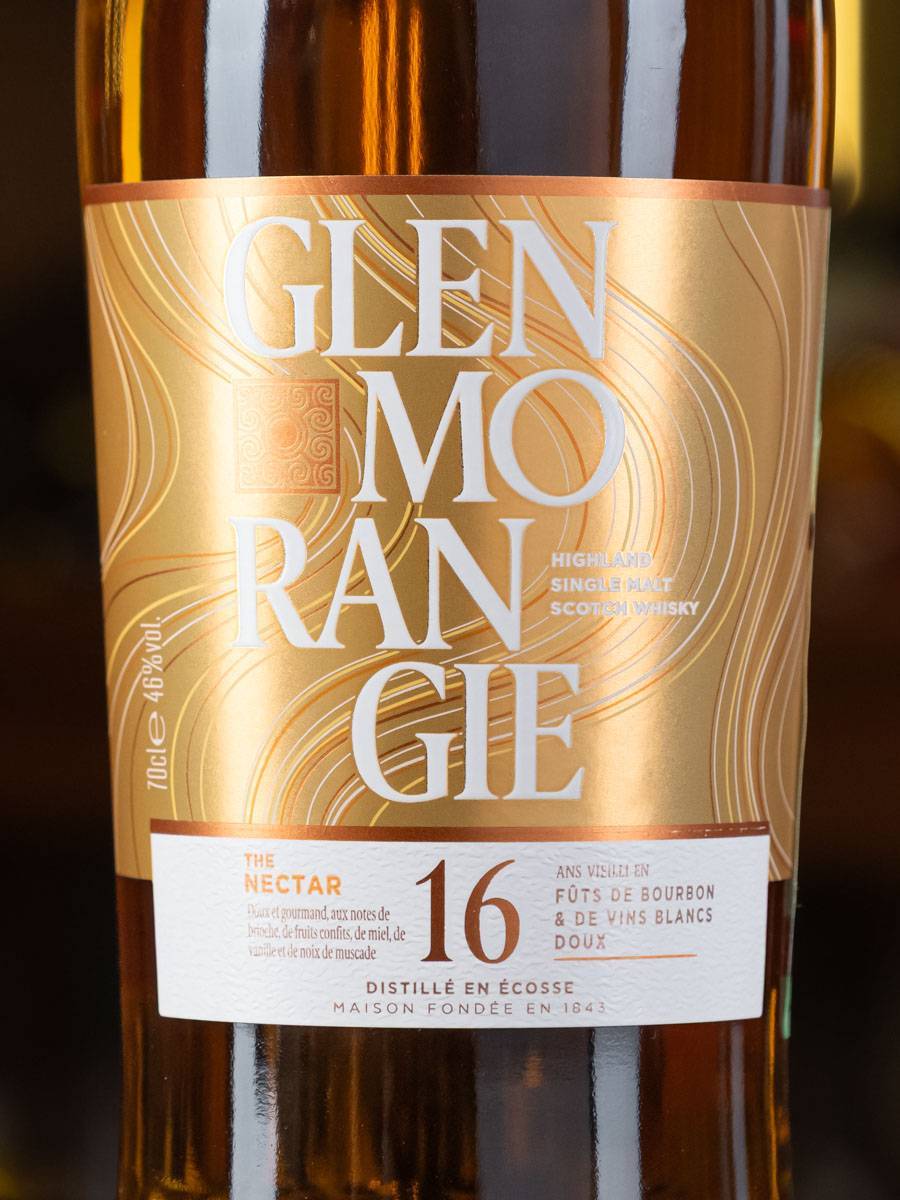 GLEN
MO
RAN
GIE
HIGHLAND
SINGLE MALT
SCOTCH WHISKY
70cl e 46%vol.
THE
NECTAR
Doux et gourmand, aux notes de
brioche, de fruits confits, de miel, de
vanille et de noix de muscade
16
ANS VIEILLI EN
FÛTS DE BOURBON
& DE VINS BLANCS
DOUX
DISTILLÉ EN ÉCOSSE
MAISON FONDÉE EN 1843